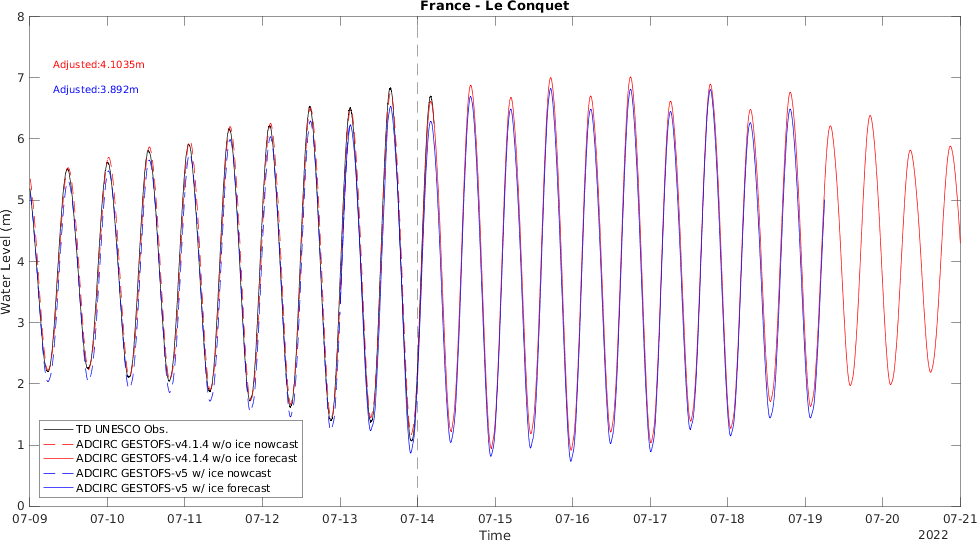 France - Le Conquet
8
7
6
5
4
3
2
1
0
Water Level (m)
Adjusted:4.1035m
Adjusted:3.892m
TD UNESCO Obs.
ADCIRC GESTOFS-v4.1.4 w/o ice nowcast
ADCIRC GESTOFS-v4.1.4 w/o ice forecast
ADCIRC GESTOFS-v5 w/ ice nowcast
ADCIRC GESTOFS-v5 w/ ice forecast
07-09 07-10 07-11 07-12 07-13 07-14 07-15 07-16 07-17 07-18 07-19 07-20 07-21
Time
2022